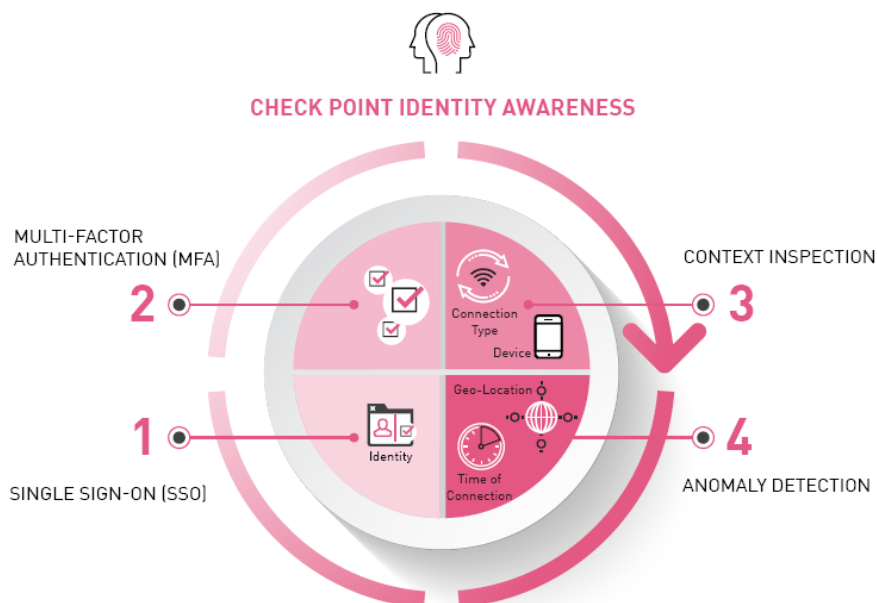 CHECK POINT IDENTITY AWARENESS
MULTI-FACTOR
AUTHENTICATION (MFA)
2
CONTEXT INSPECTION
3
Connection
Type
Device
1
SINGLE SIGN-ON (SSO)
Identity
Geo-Location
Time of
Connection
4
ANOMALY DETECTION